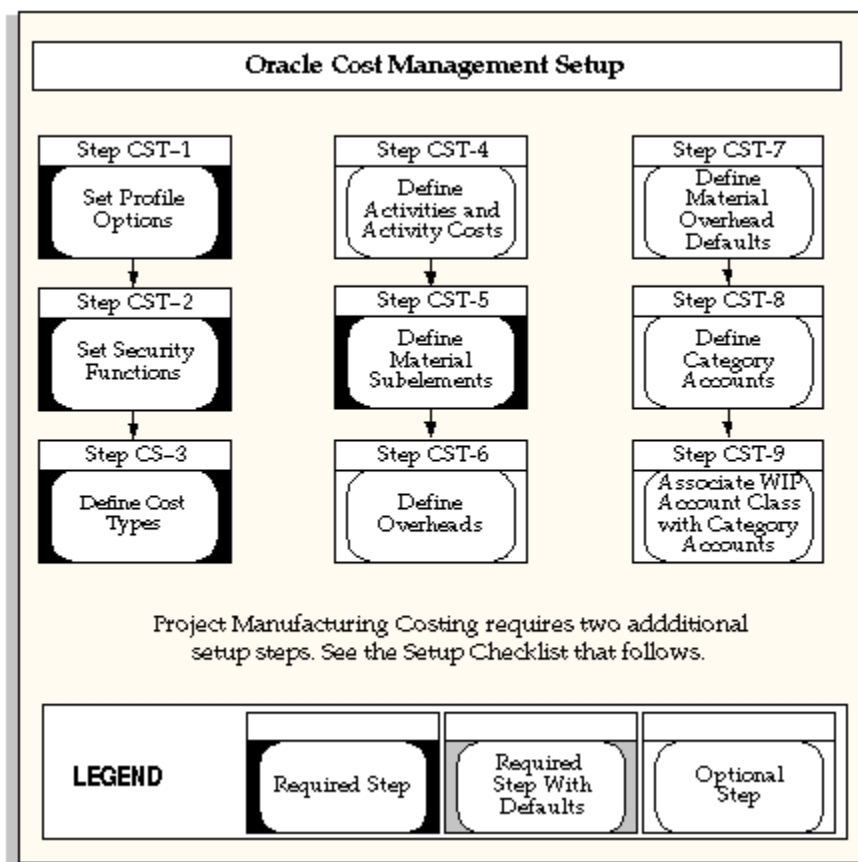 Oracle Cost Management Setup
Step CST-1
Set Profile
Options
Step CST-2
Set Security
Functions
Step CS-3
Define Cost
Types
Step CST-4
Define
Activities and
Activity Costs
Step CST-5
Define
Material
Subelements
Step CST-6
Define
Overheads
Step CST-7
Define
Material
Overhead
Defaults
Step CST-8
Define
Category
Accounts
Step CST-9
Associate WIP
Account Class
with Category
Accounts
Project Manufacturing Costing requires two addditional
setup steps. See the Setup Checklist that follows.
LEGEND
Required Step
Required
Step With
Defaults
Optional
Step